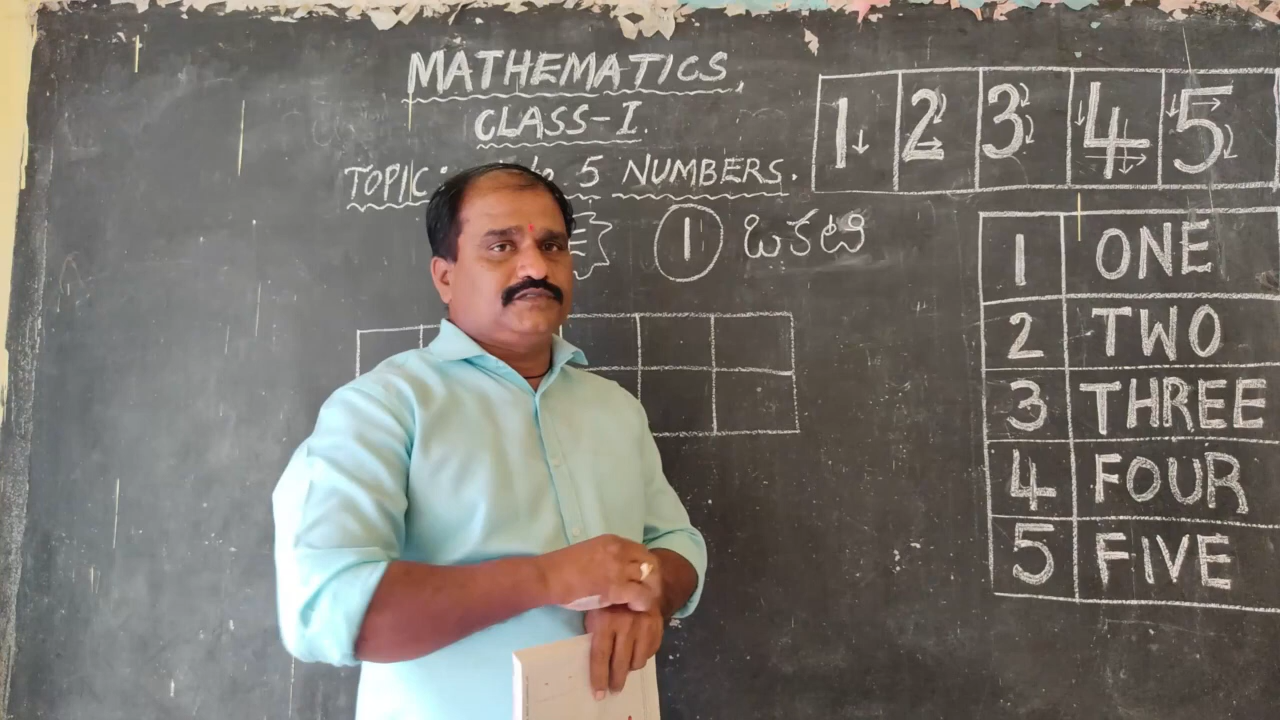 MATHEMATICS
CLASS-I.
TOPIC: 5 NUMBERS.
1 ఒకటి
1 2 3 4 5
1 ONE
2 TWO
3 THREE
4 FOUR
5 FIVE